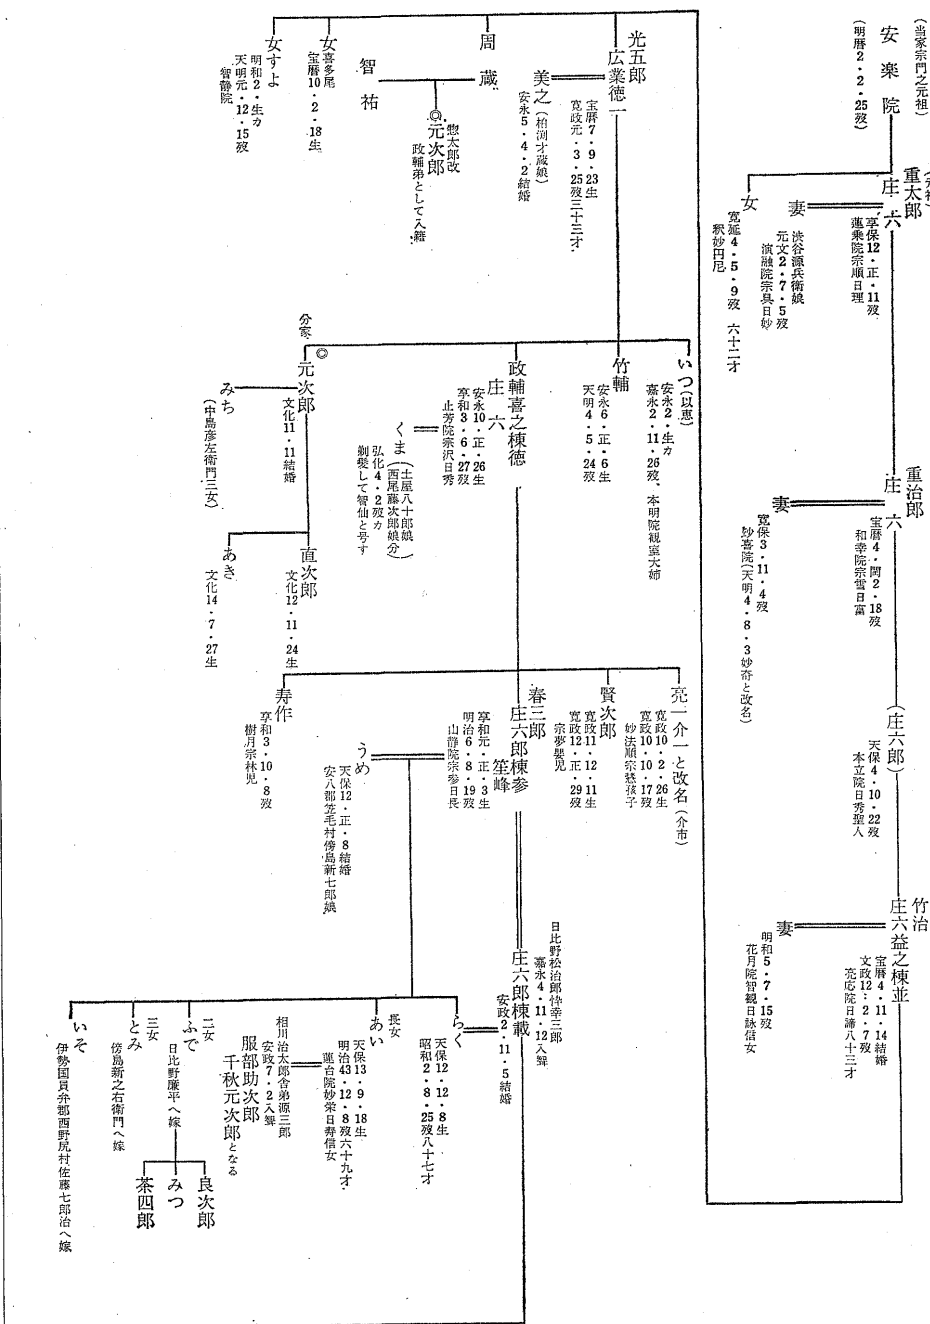 (当家宗門之元祖)
安楽院
(明暦2・2・25歿)
重太郎
庄六
享保12・正・11歿
蓮乗院宗順日理
妻
渋谷源兵衛娘
元文2・7・5歿
演融院宗具日妙
女
寛延4・5・9歿 六十二才
釈妙円尼
重治郎
庄六
宝暦4・閏2・18歿
和幸院宗雪日富
妻
寛保3・11・4歿
妙喜院(天明4・8・3妙奇と改名)
(庄六郎)
天保4・10・22歿
本立院日秀聖人
竹治
庄六益之棟並
宝暦4・11・14結婚
文政12・2・7歿
亮応院日諦八十三才
妻
明和5・7・15歿
花月院智観日詠信女
光五郎
広業徳一
宝暦7・9・23生
寛政元・3・25歿三十三才
美之(柏渕才蔵娘)
安永5・4・2結婚
周蔵
智祐
惣太郎改
◎元次郎
政輔弟として入籍
女喜多尾
宝暦10・2・18生
女すよ
明和2・生カ
天明元・12・15歿
智静院
いつ(以恵)
安永2・生カ
嘉永2・11・26歿、本明院観室大姉
竹輔
安永6・正・6生
天明4・5・24歿
政輔喜之棟徳
庄六
安永10・正・26生
享和3・6・27歿
止芳院宗沢日秀
くま(土屋八十郎娘)
(西尾藤次郎娘分)
弘化4・2歿カ
剃髪して智仙と号す
分家
◎
元次郎
文化11・11結婚
みち
(中島彦左衛門三女)
直次郎
文化12・11・24生
あき
文化14・7・27生
亮一介一と改名(介市)
寛政10・2・26生
寛政10・10・17歿
妙法順宗慈孩子
賢次郎
寛政11・12・11生
寛政12・正・29歿
宗夢嬰児
春三郎
庄六郎棟参
笙峰
享和元・正・3生
明治6・8・19歿
山静院宗参日長
うめ
天保12・正・8結婚
安八郡笠毛村傍島新七郎娘
寿作
享和3・10・8歿
樹月宗林児
日比野松治郎倅幸三郎
嘉永4・11・12入聟
庄六郎棟載
安政2・11・5結婚
らく
天保12・12・8生
昭和2・8・25歿八十七才
長女
あい
天保13・9・18生
明治43・12・8歿六十九才
蓮台院妙栄日寿信女
相川治太郎舎弟源三郎
安政7・2入聟
服部助次郎
千秋元次郎となる
二女
ふで
日比野廉平へ嫁
良次郎
みつ
茶四郎
三女
とみ
傍島新之右衛門へ嫁
いそ
伊勢国員弁郡西野尻村佐藤七郎治へ嫁